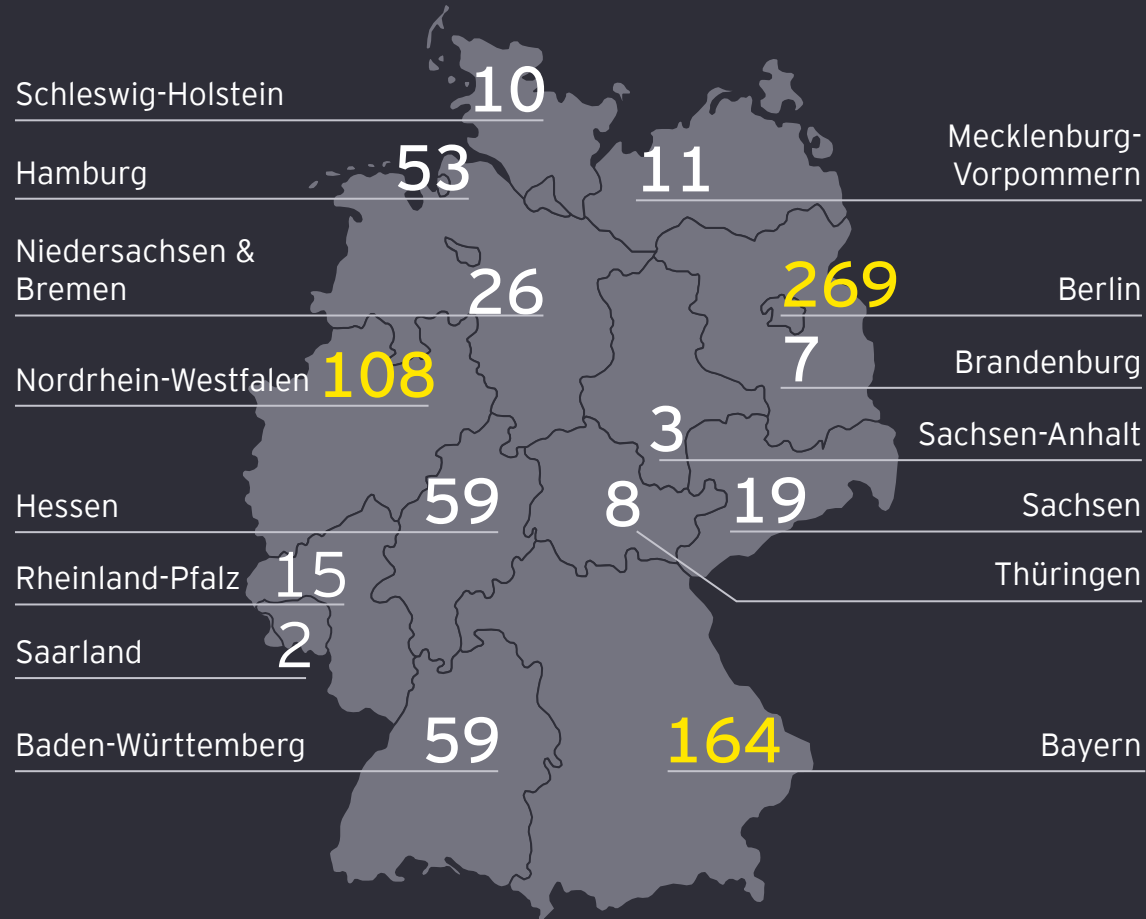 Schleswig-Holstein 10
Hamburg 53
Mecklenburg-
11 Vorpommern
Niedersachsen &
Bremen 26
269 Berlin
Nordrhein-Westfalen 108
7 Brandenburg
3 Sachsen-Anhalt
Hessen 59
8
19 Sachsen
Rheinland-Pfalz 15
Thüringen
Saarland 2
Baden-Württemberg 59
164 Bayern